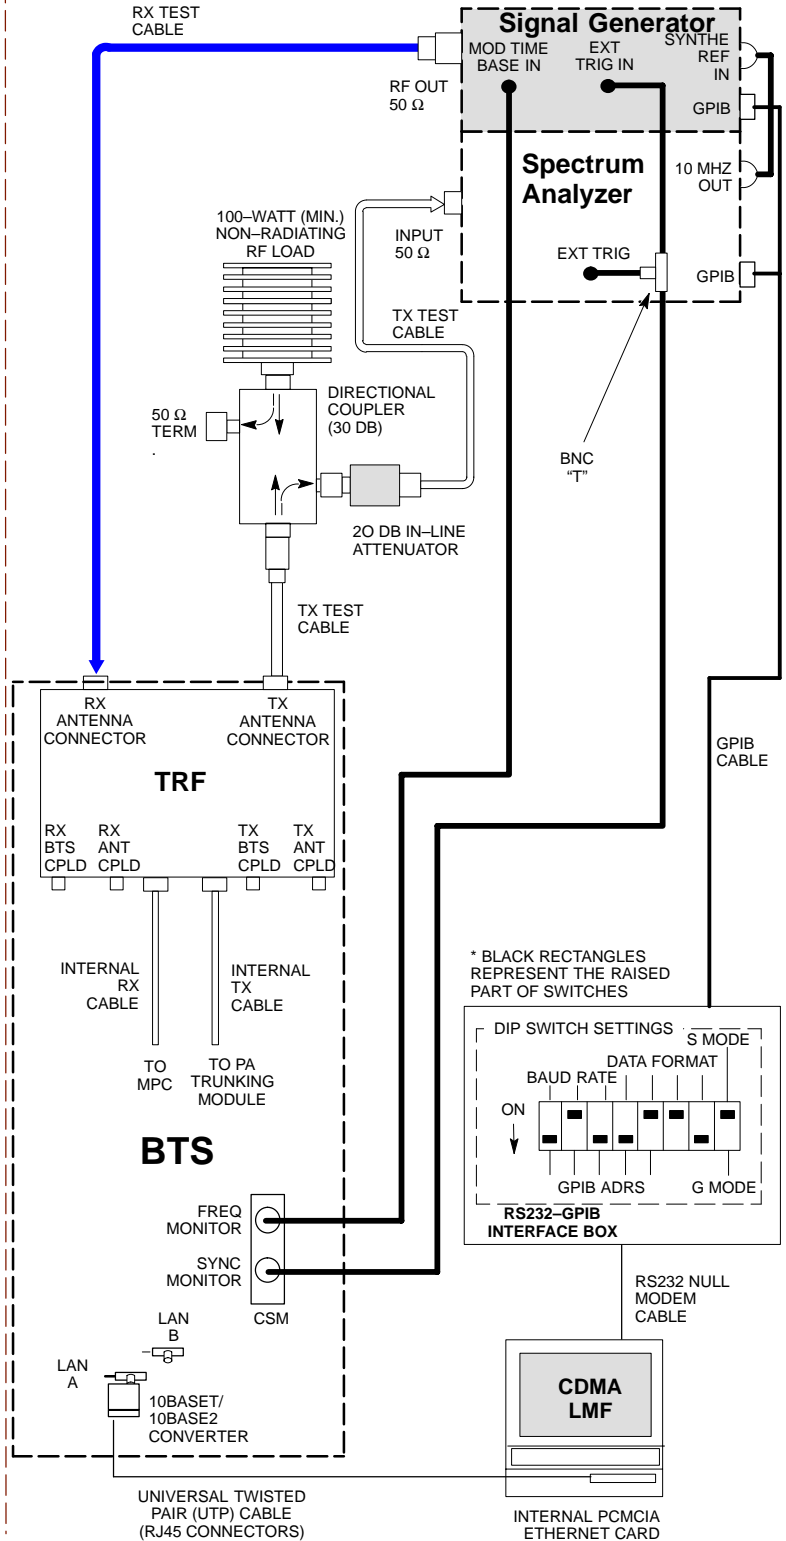 RX TEST
CABLE
Signal Generator
MOD TIME
BASE IN
EXT
TRIG IN
SYNTHE
REF
IN
RF OUT
50 Ω
GPIB
Spectrum
Analyzer
10 MHZ
OUT
100–WATT (MIN.)
NON–RADIATING
RF LOAD
INPUT
50 Ω
EXT TRIG
GPIB
TX TEST
CABLE
DIRECTIONAL
COUPLER
(30 DB)
50 Ω
TERM
.
BNC
“T”
2O DB IN–LINE
ATTENUATOR
TX TEST
CABLE
RX
ANTENNA
CONNECTOR
TX
ANTENNA
CONNECTOR
GPIB
CABLE
TRF
RX
BTS
CPLD
RX
ANT
CPLD
TX
BTS
CPLD
TX
ANT
CPLD
* BLACK RECTANGLES
REPRESENT THE RAISED
PART OF SWITCHES
INTERNAL
RX
CABLE
INTERNAL
TX
CABLE
TO
MPC
TO PA
TRUNKING
MODULE
DIP SWITCH SETTINGS
S MODE
DATA FORMAT
BAUD RATE
ON
GPIB ADRS
G MODE
RS232–GPIB
INTERFACE BOX
BTS
FREQ
MONITOR
SYNC
MONITOR
CSM
RS232 NULL
MODEM
CABLE
LAN
B
LAN
A
10BASET/
10BASE2
CONVERTER
CDMA
LMF
UNIVERSAL TWISTED
PAIR (UTP) CABLE
(RJ45 CONNECTORS)
INTERNAL PCMCIA
ETHERNET CARD